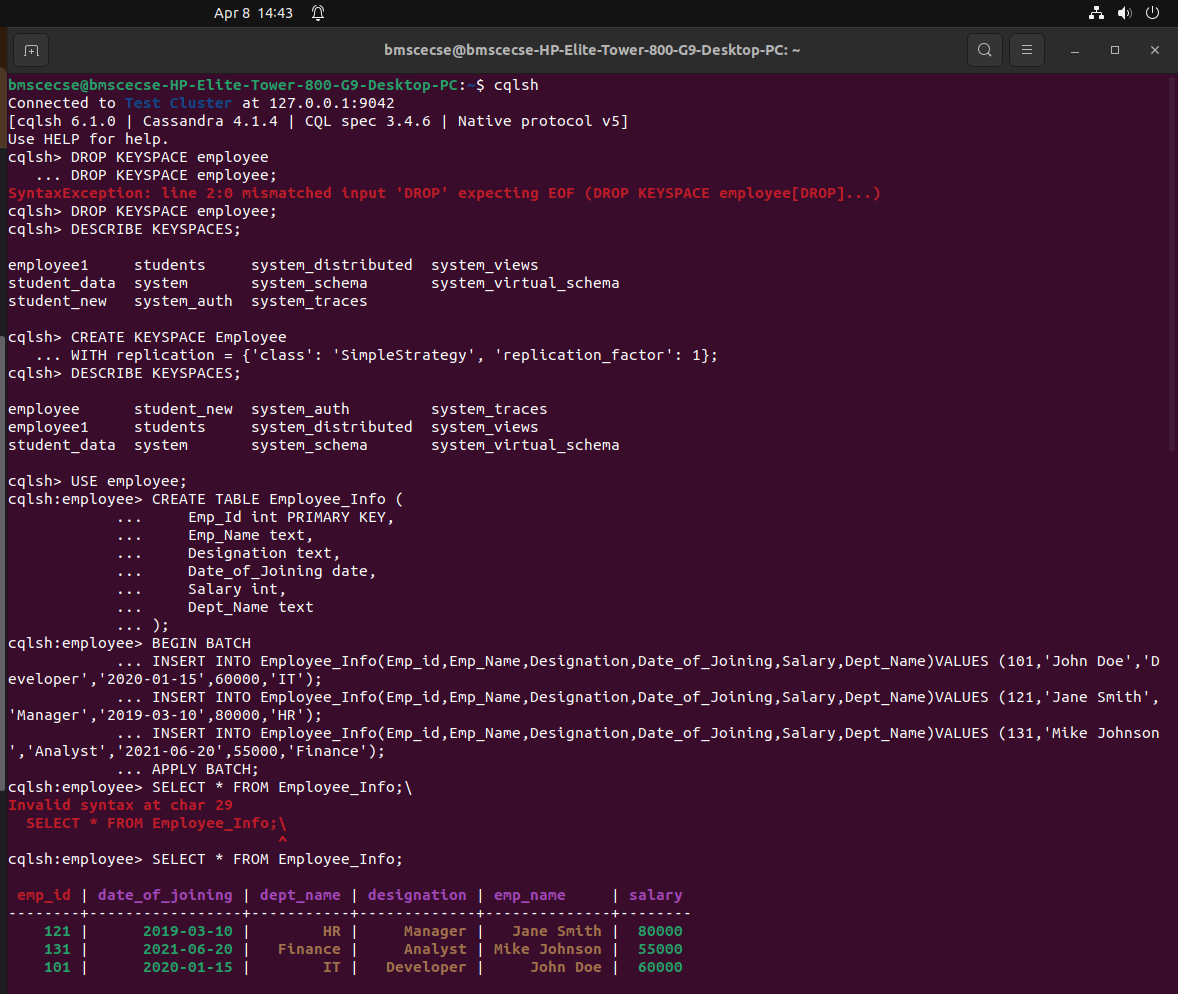 Apr 8 14:43
bmscecse@bmscecse-HP-Elite-Tower-800-G9-Desktop-PC: ~
bmscecse@bmscecse-HP-Elite-Tower-800-G9-Desktop-PC:~$ cqlsh
Connected to Test Cluster at 127.0.0.1:9042
[cqlsh 6.1.0 | Cassandra 4.1.4 | CQL spec 3.4.6 | Native protocol v5]
Use HELP for help.
cqlsh> DROP KEYSPACE employee
   ... DROP KEYSPACE employee;
SyntaxException: line 2:0 mismatched input 'DROP' expecting EOF (DROP KEYSPACE employee[DROP]...)
cqlsh> DROP KEYSPACE employee;
cqlsh> DESCRIBE KEYSPACES;

employee1     students     system_distributed  system_views
student_data  system       system_schema       system_virtual_schema
student_new   system_auth  system_traces

cqlsh> CREATE KEYSPACE Employee
   ... WITH replication = {'class': 'SimpleStrategy', 'replication_factor': 1};
cqlsh> DESCRIBE KEYSPACES;

employee      student_new  system_auth         system_traces
employee1     students     system_distributed  system_views
student_data  system       system_schema       system_virtual_schema

cqlsh> USE employee;
cqlsh:employee> CREATE TABLE Employee_Info (
            ...     Emp_Id int PRIMARY KEY,
            ...     Emp_Name text,
            ...     Designation text,
            ...     Date_of_Joining date,
            ...     Salary int,
            ...     Dept_Name text
            ... );
cqlsh:employee> BEGIN BATCH
            ... INSERT INTO Employee_Info(Emp_id,Emp_Name,Designation,Date_of_Joining,Salary,Dept_Name)VALUES (101,'John Doe','D
eveloper','2020-01-15',60000,'IT');
            ... INSERT INTO Employee_Info(Emp_id,Emp_Name,Designation,Date_of_Joining,Salary,Dept_Name)VALUES (121,'Jane Smith',
'Manager','2019-03-10',80000,'HR');
            ... INSERT INTO Employee_Info(Emp_id,Emp_Name,Designation,Date_of_Joining,Salary,Dept_Name)VALUES (131,'Mike Johnson
','Analyst','2021-06-20',55000,'Finance');
            ... APPLY BATCH;
cqlsh:employee> SELECT * FROM Employee_Info;\
Invalid syntax at char 29
  SELECT * FROM Employee_Info;\
                              ^
cqlsh:employee> SELECT * FROM Employee_Info;

 emp_id | date_of_joining | dept_name | designation | emp_name     | salary
--------+-----------------+-----------+-------------+--------------+--------
    121 |      2019-03-10 |        HR |     Manager |   Jane Smith |  80000
    131 |      2021-06-20 |   Finance |     Analyst | Mike Johnson |  55000
    101 |      2020-01-15 |        IT |   Developer |     John Doe |  60000